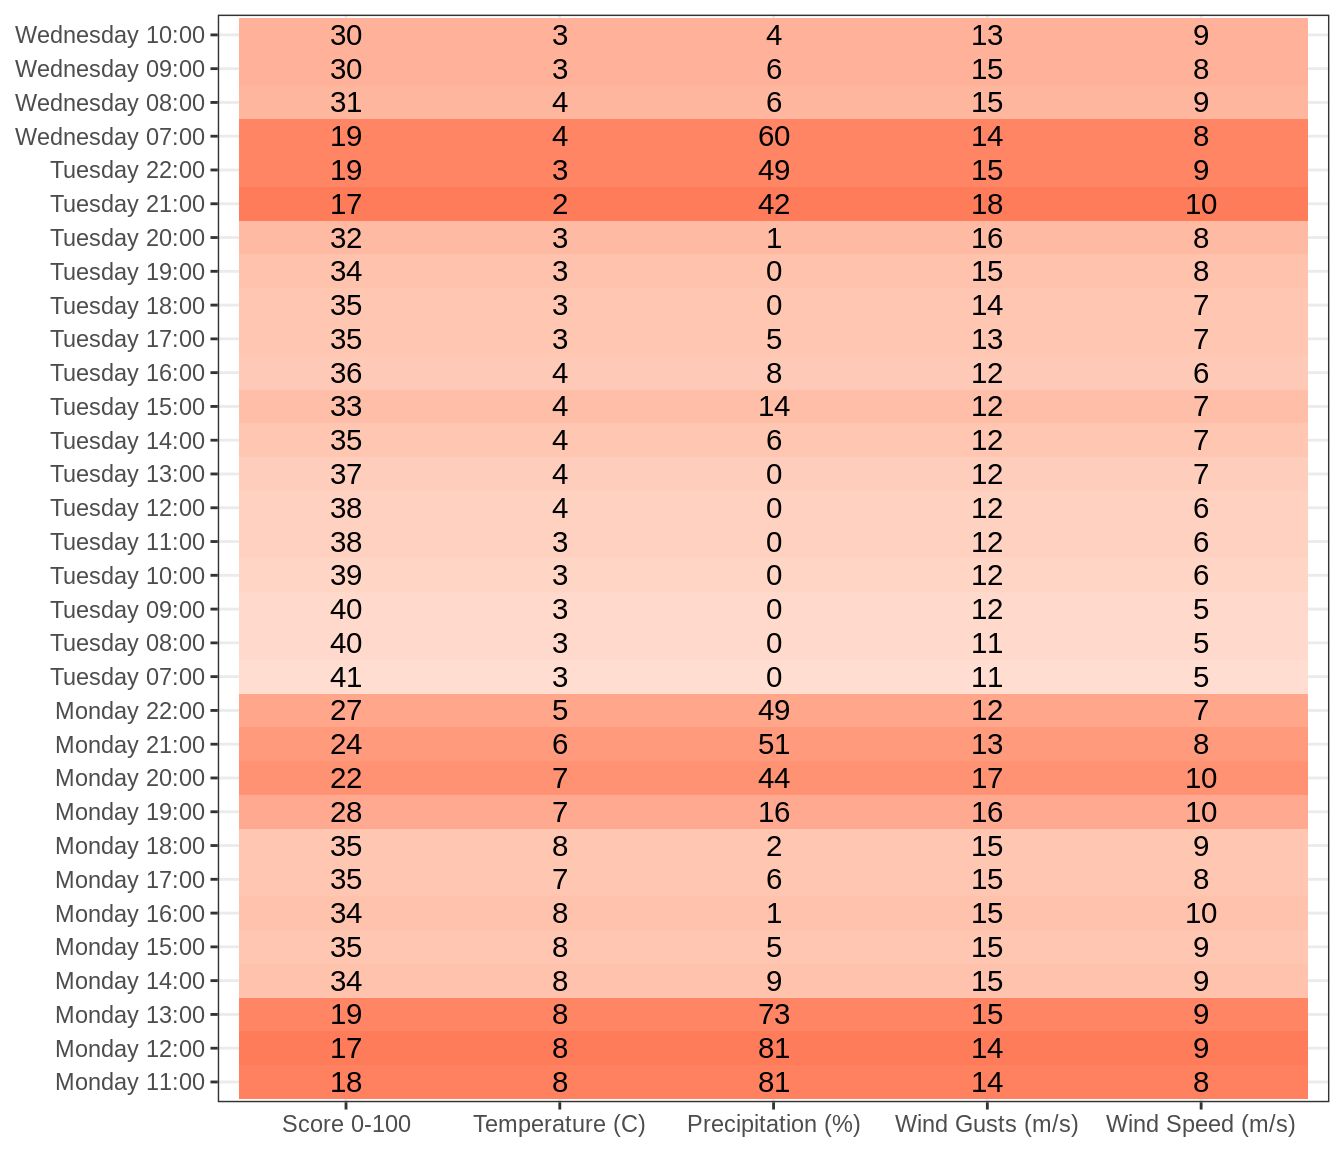 Wednesday 10:00 30 3 4 13 9
Wednesday 09:00 30 3 6 15 8
Wednesday 08:00 31 4 6 15 9
Wednesday 07:00 19 4 60 14 8
Tuesday 22:00 19 3 49 15 9
Tuesday 21:00 17 2 42 18 10
Tuesday 20:00 32 3 1 16 8
Tuesday 19:00 34 3 0 15 8
Tuesday 18:00 35 3 0 14 7
Tuesday 17:00 35 3 5 13 7
Tuesday 16:00 36 4 8 12 6
Tuesday 15:00 33 4 14 12 7
Tuesday 14:00 35 4 6 12 7
Tuesday 13:00 37 4 0 12 7
Tuesday 12:00 38 4 0 12 6
Tuesday 11:00 38 3 0 12 6
Tuesday 10:00 39 3 0 12 6
Tuesday 09:00 40 3 0 12 5
Tuesday 08:00 40 3 0 11 5
Tuesday 07:00 41 3 0 11 5
Monday 22:00 27 5 49 12 7
Monday 21:00 24 6 51 13 8
Monday 20:00 22 7 44 17 10
Monday 19:00 28 7 16 16 10
Monday 18:00 35 8 2 15 9
Monday 17:00 35 7 6 15 8
Monday 16:00 34 8 1 15 10
Monday 15:00 35 8 5 15 9
Monday 14:00 34 8 9 15 9
Monday 13:00 19 8 73 15 9
Monday 12:00 17 8 81 14 9
Monday 11:00 18 8 81 14 8
Score 0-100 Temperature (C) Precipitation (%) Wind Gusts (m/s) Wind Speed (m/s)